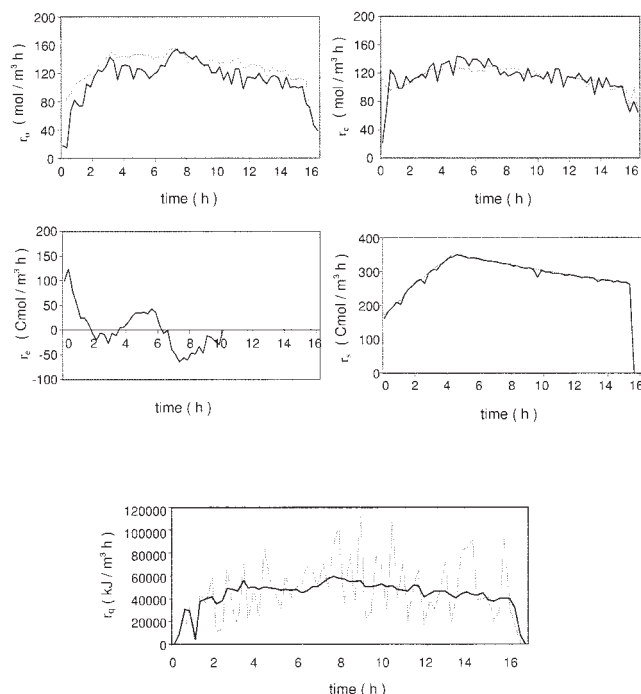 200
160
120
80
40
0
r_o ( mol / m³ h )
0 2 4 6 8 10 12 14 16
time ( h )
200
160
120
80
40
0
r_c ( mol / m³ h )
0 2 4 6 8 10 12 14 16
time ( h )
200
150
100
50
0
-50
-100
r_e ( Cmol / m³ h )
0 2 4 6 8 10 12 14 16
time ( h )
400
300
200
100
0
r_s ( Cmol / m³ h )
0 2 4 6 8 10 12 14 16
time ( h )
120000
100000
80000
60000
40000
20000
0
r_q ( kJ / m³ h )
0 2 4 6 8 10 12 14 16
time ( h )